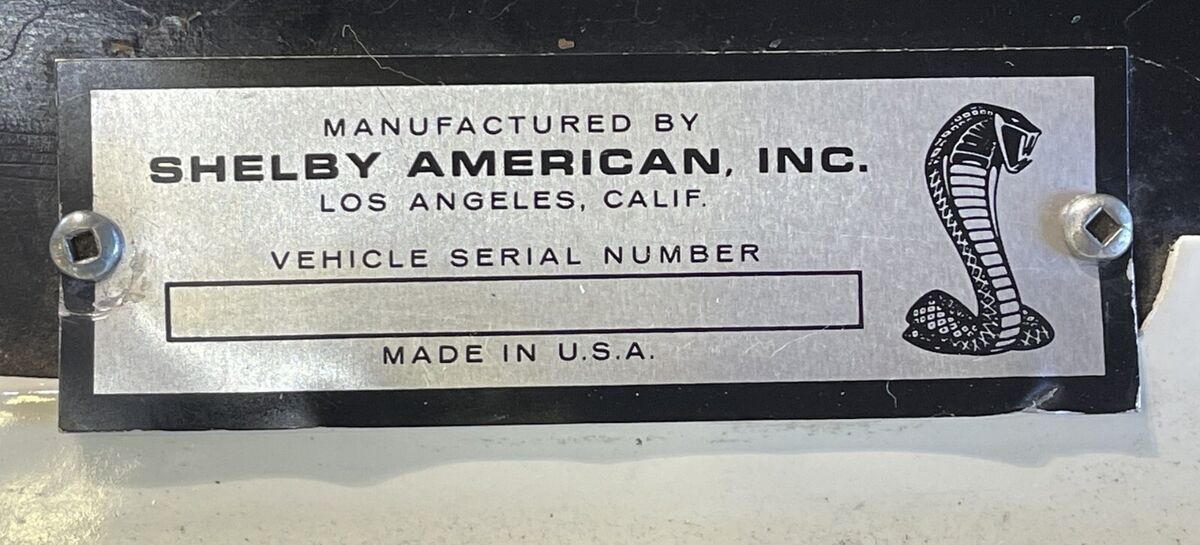 MANUFACTURED BY
SHELBY AMERICAN, INC.
LOS ANGELES, CALIF.
VEHICLE SERIAL NUMBER
MADE IN U.S.A.